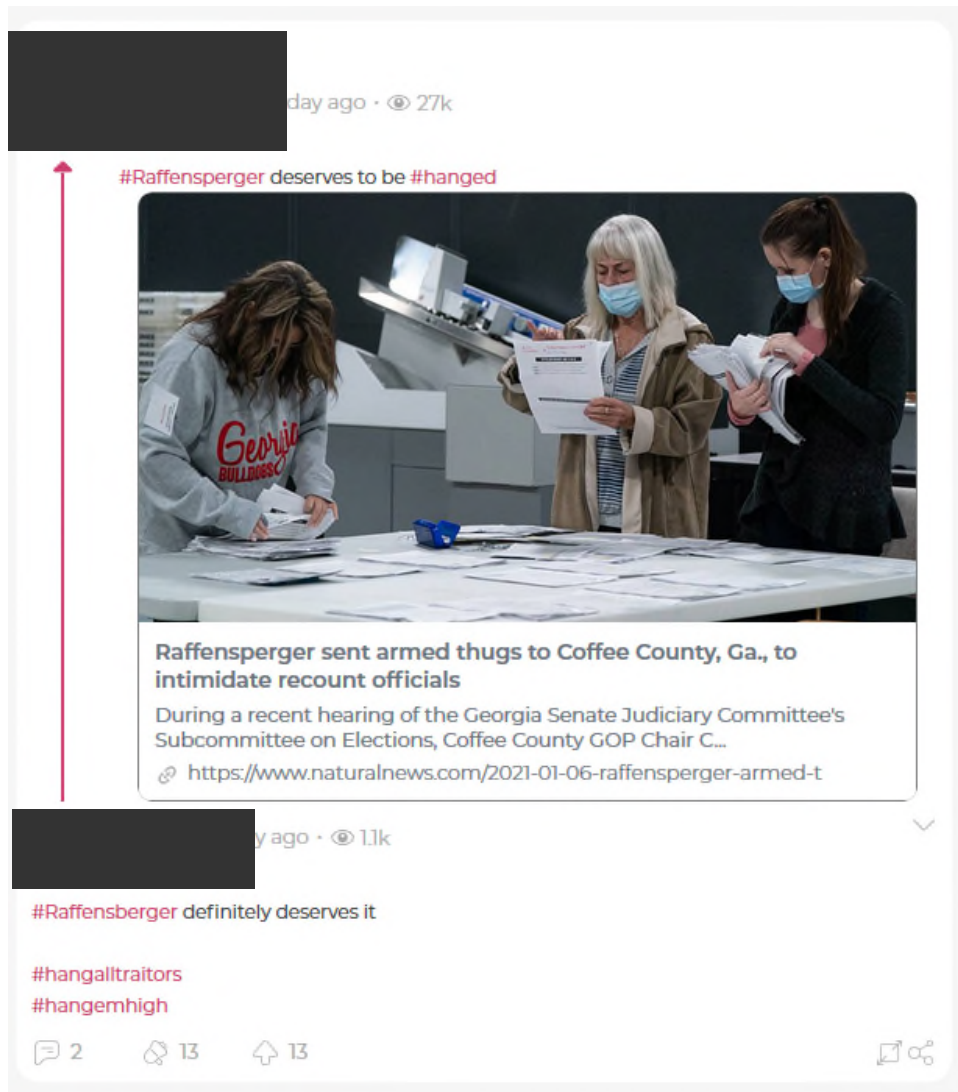 day ago · 27k
#Raffensperger deserves to be #hanged
Georgia
BULLDOGS
Raffensperger sent armed thugs to Coffee County, Ga., to
intimidate recount officials
During a recent hearing of the Georgia Senate Judiciary Committee's
Subcommittee on Elections, Coffee County GOP Chair C...
https://www.naturalnews.com/2021-01-06-raffensperger-armed-t
y ago · 1.1k
#Raffensberger definitely deserves it
#hangalltraitors
#hangemhigh
2 13 13